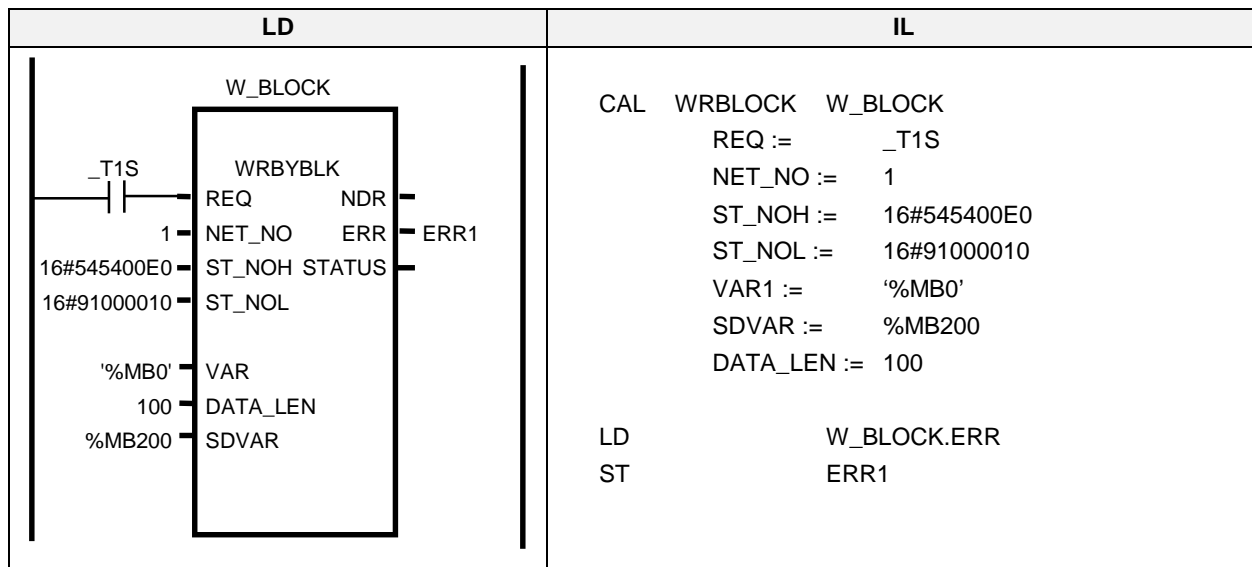 LD
IL
W_BLOCK
_T1S
WRBYBLK
REQ NDR
1 NET_NO ERR ERR1
16#545400E0 ST_NOH STATUS
16#91000010 ST_NOL
'%MB0' VAR
100 DATA_LEN
%MB200 SDVAR
CAL WRBLOCK W_BLOCK
REQ := _T1S
NET_NO := 1
ST_NOH := 16#545400E0
ST_NOL := 16#91000010
VAR1 := ‘%MB0’
SDVAR := %MB200
DATA_LEN := 100
LD W_BLOCK.ERR
ST ERR1